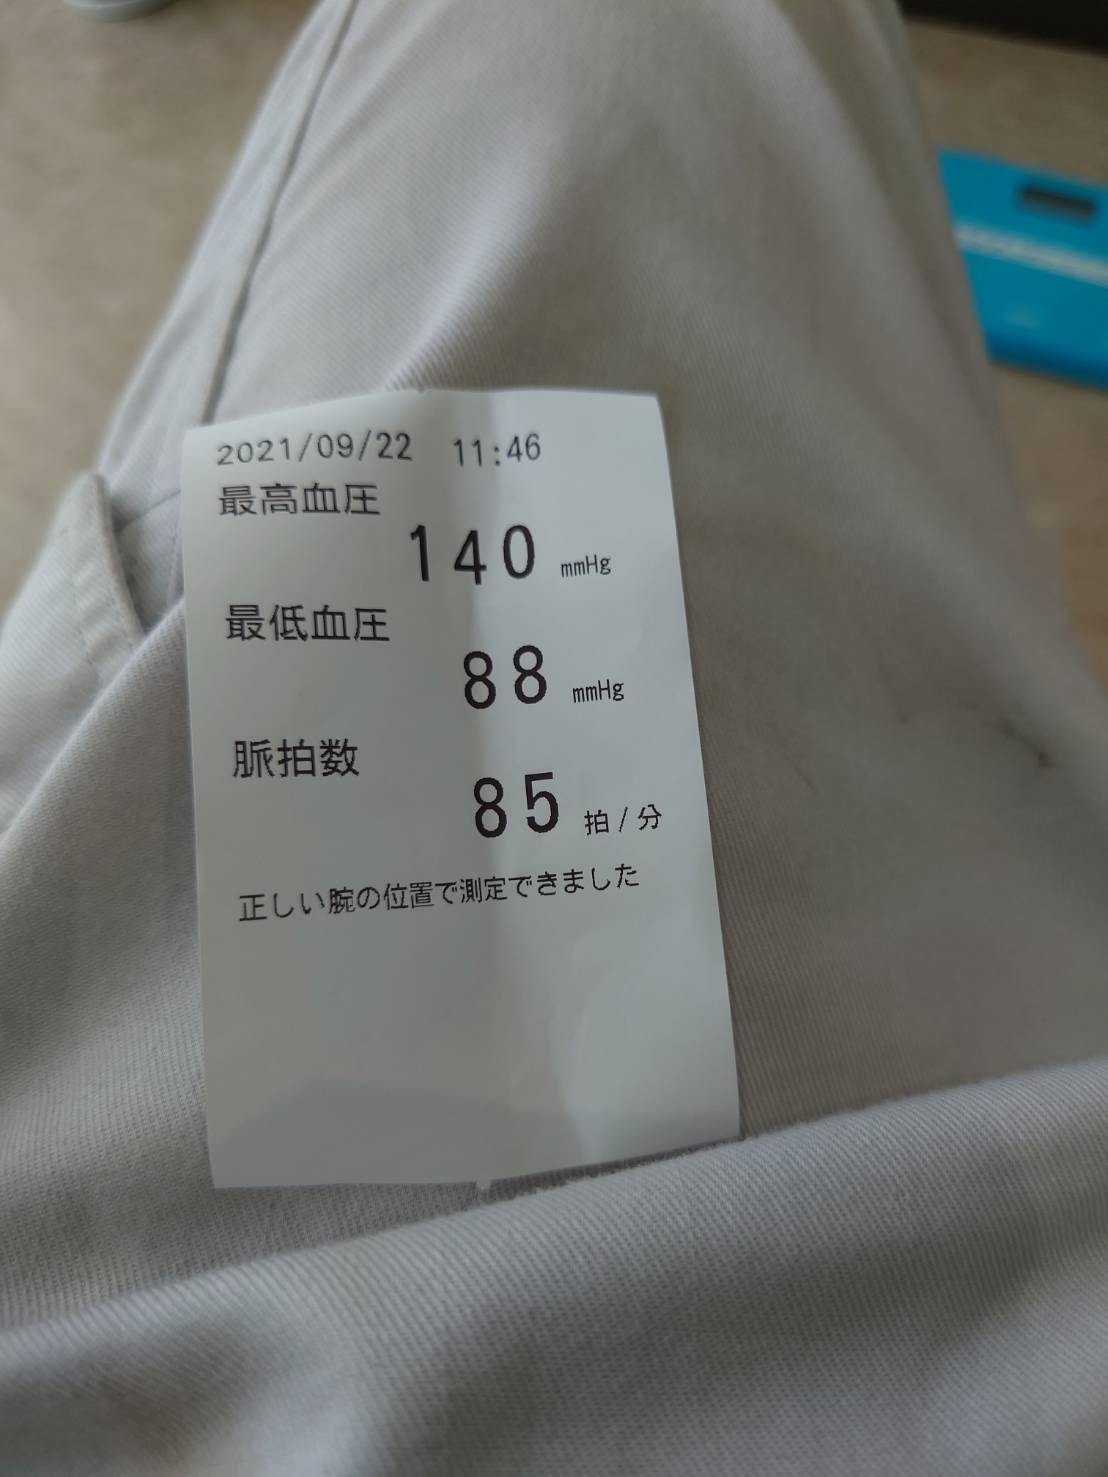 2021/09/22 11:46
最高血圧
140 mmHg
最低血圧
88 mmHg
脈拍数
85 拍/分
正しい腕の位置で測定できました